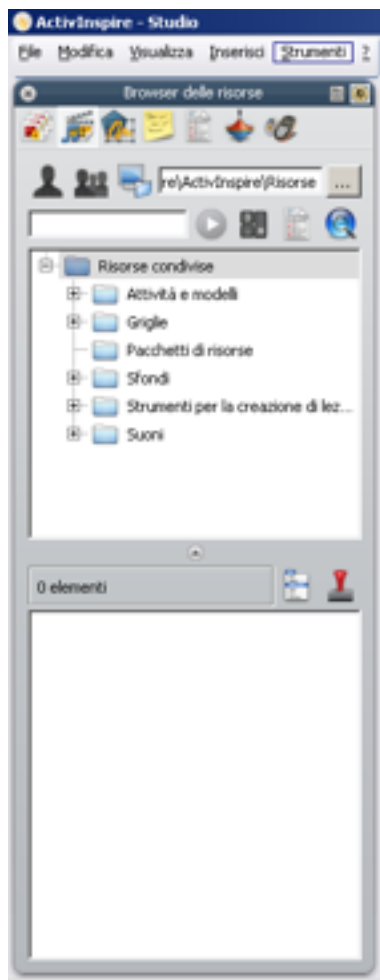 ActivInspire - Studio
File Modifica Visualizza Inserisci Strumenti ?
Browser delle risorse
re\ActivInspire\Risorse ...
Risorse condivise
Attività e modelli
Griglie
Pacchetti di risorse
Sfondi
Strumenti per la creazione di lez...
Suoni
0 elementi